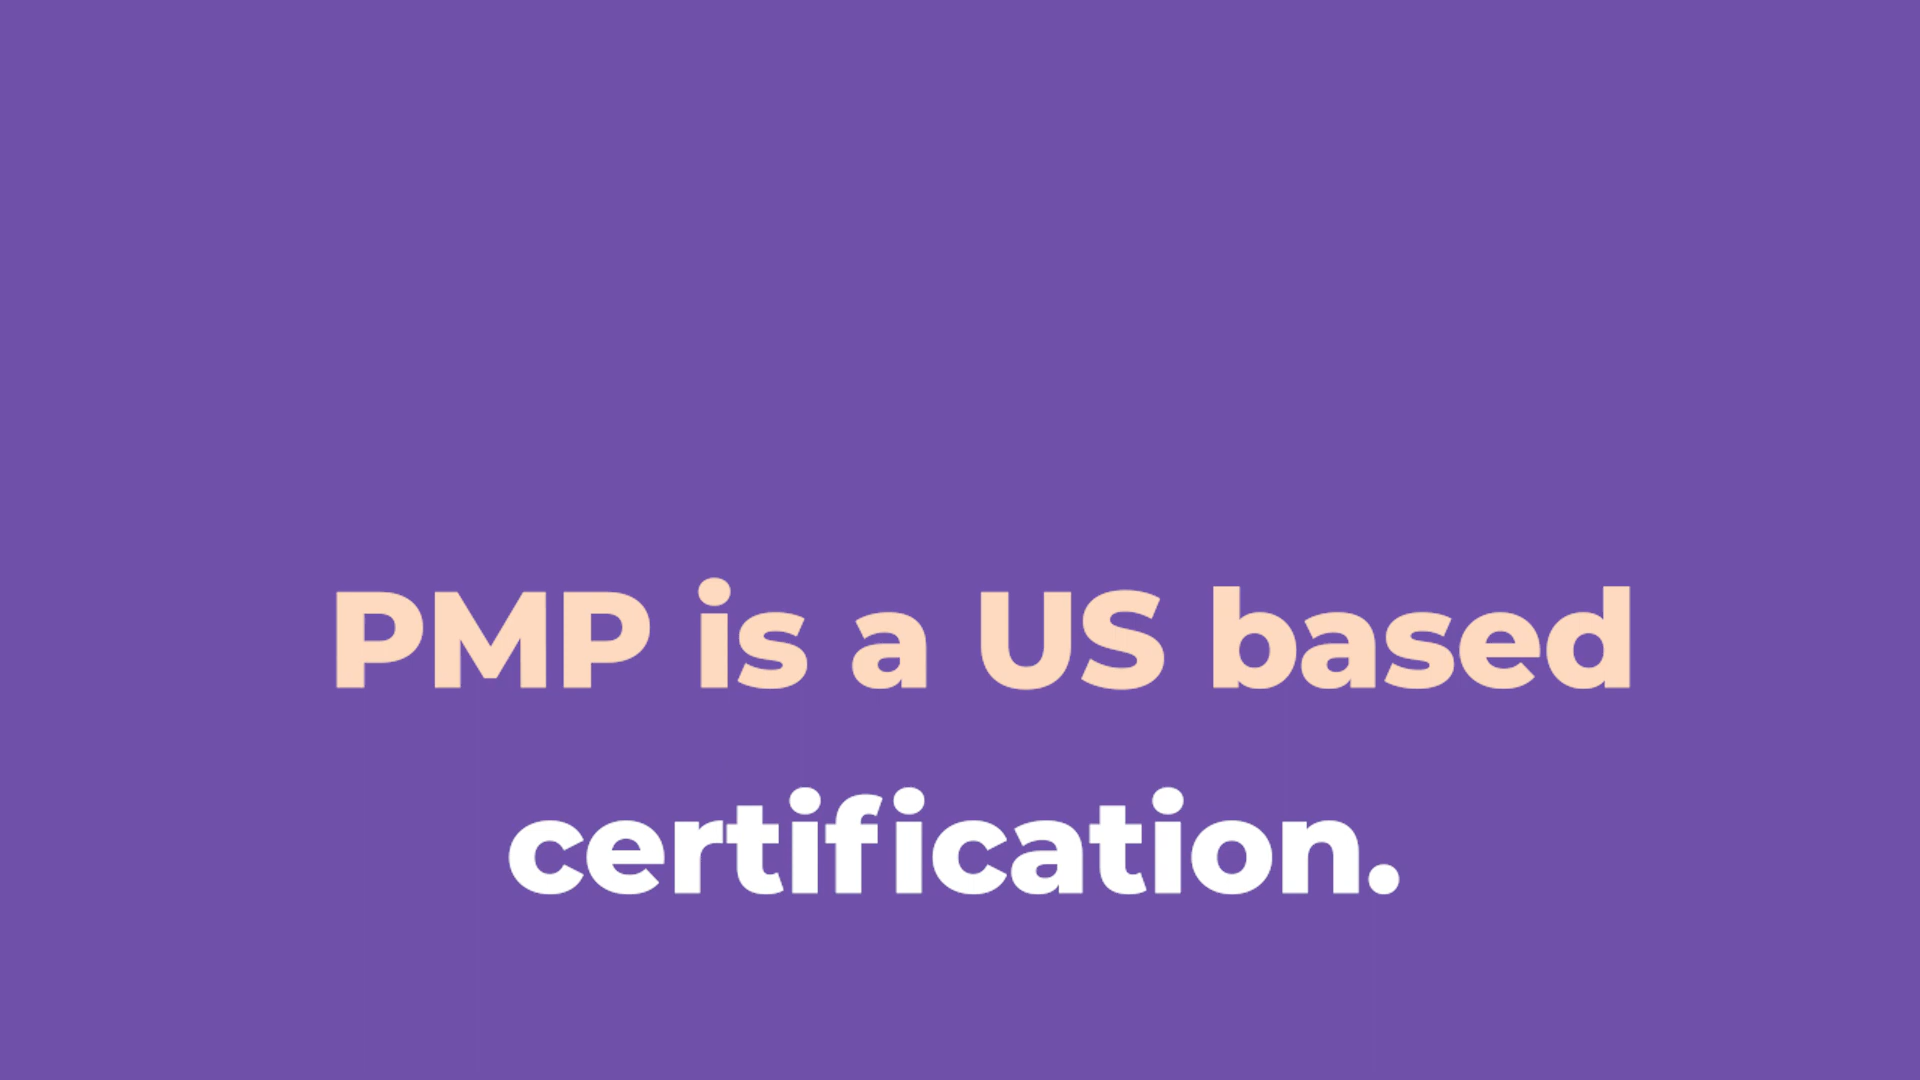 PMP is a US based
certification.